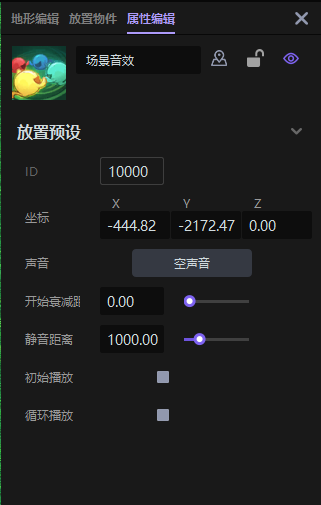 地形编辑 放置物件 属性编辑
场景音效
放置预设
ID 10000
X Y Z
坐标 -444.82 -2172.47 0.00
声音 空声音
开始衰减距 0.00
静音距离 1000.00
初始播放
循环播放